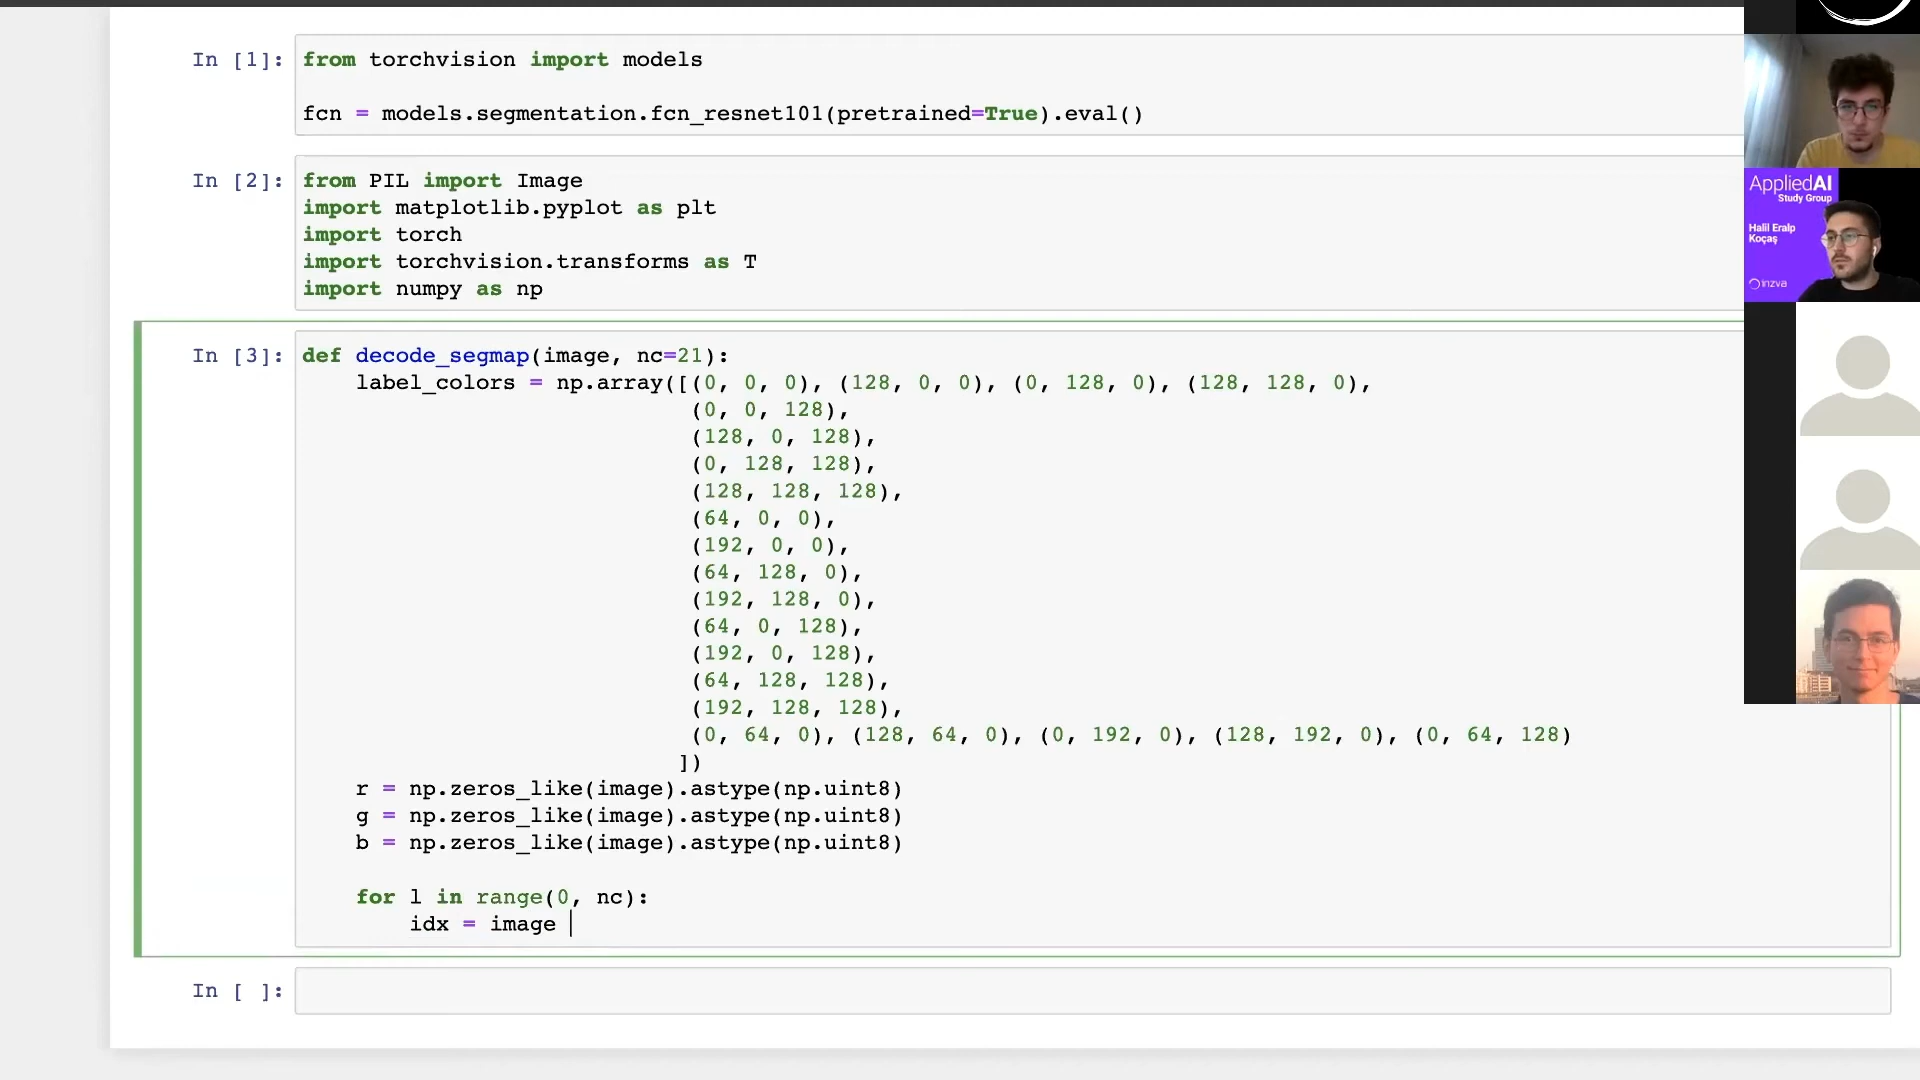 In [1]:
from torchvision import models
fcn = models.segmentation.fcn_resnet101(pretrained=True).eval()
In [2]:
from PIL import Image
import matplotlib.pyplot as plt
import torch
import torchvision.transforms as T
import numpy as np
In [3]:
def decode_segmap(image, nc=21):
label_colors = np.array([(0, 0, 0), (128, 0, 0), (0, 128, 0), (128, 128, 0),
(0, 0, 128),
(128, 0, 128),
(0, 128, 128),
(128, 128, 128),
(64, 0, 0),
(192, 0, 0),
(64, 128, 0),
(192, 128, 0),
(64, 0, 128),
(192, 0, 128),
(64, 128, 128),
(192, 128, 128),
(0, 64, 0), (128, 64, 0), (0, 192, 0), (128, 192, 0), (0, 64, 128)
])
r = np.zeros_like(image).astype(np.uint8)
g = np.zeros_like(image).astype(np.uint8)
b = np.zeros_like(image).astype(np.uint8)
for l in range(0, nc):
idx = image
In [ ]:
AppliedAI
Study Group
Halil Eralp
Koçaş
inzva